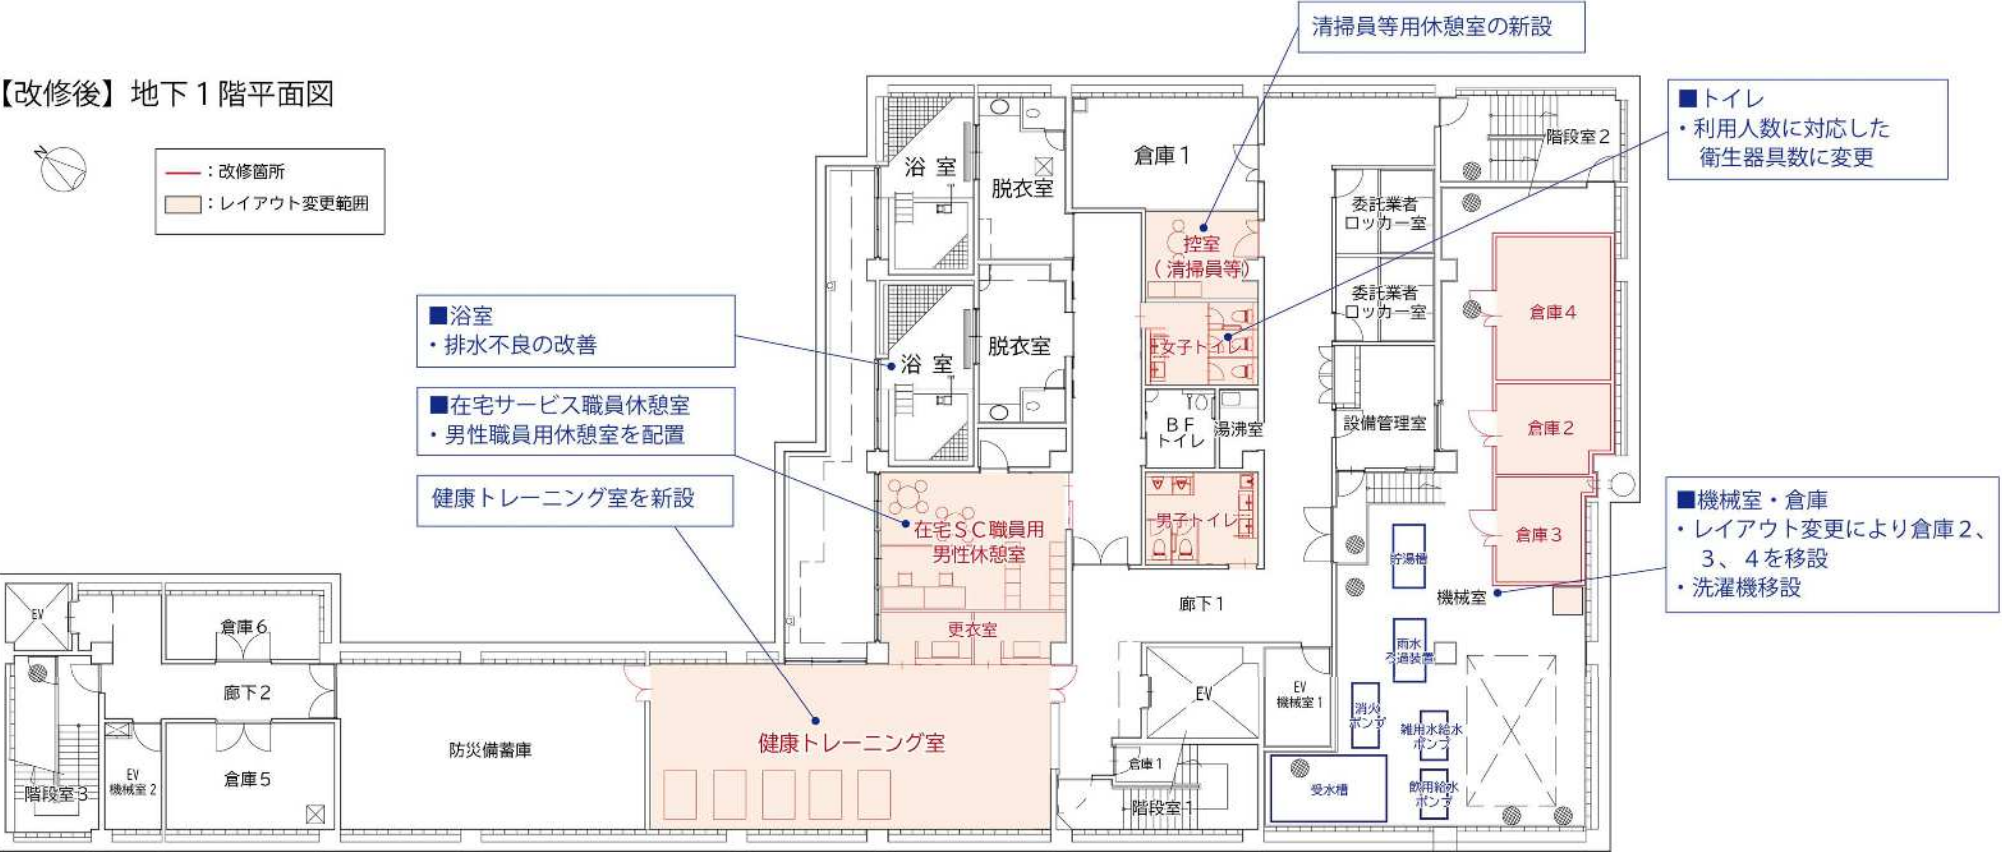 【改修後】地下1階平面図
N
：改修箇所
：レイアウト変更範囲
清掃員等用休憩室の新設
■トイレ
・利用人数に対応した
衛生器具数に変更
■浴室
・排水不良の改善
■在宅サービス職員休憩室
・男性職員用休憩室を配置
健康トレーニング室を新設
■機械室・倉庫
・レイアウト変更により倉庫2、
3、4を移設
・洗濯機移設
浴 室
脱衣室
倉庫1
階段室2
委託業者
ロッカー室
控室
（清掃員等）
委託業者
ロッカー室
倉庫4
浴 室
脱衣室
女子トイレ
BF
トイレ
湯沸室
設備管理室
倉庫2
在宅SC職員用
男性休憩室
男子トイレ
倉庫3
貯湯槽
機械室
廊下1
更衣室
雨水
ろ過装置
EV
倉庫6
廊下2
EV
EV
機械室1
消火
ポンプ
雑用水給水
ポンプ
健康トレーニング室
防災備蓄庫
倉庫1
階段室1
受水槽
飲用給水
ポンプ
階段室3
EV
機械室2
倉庫5